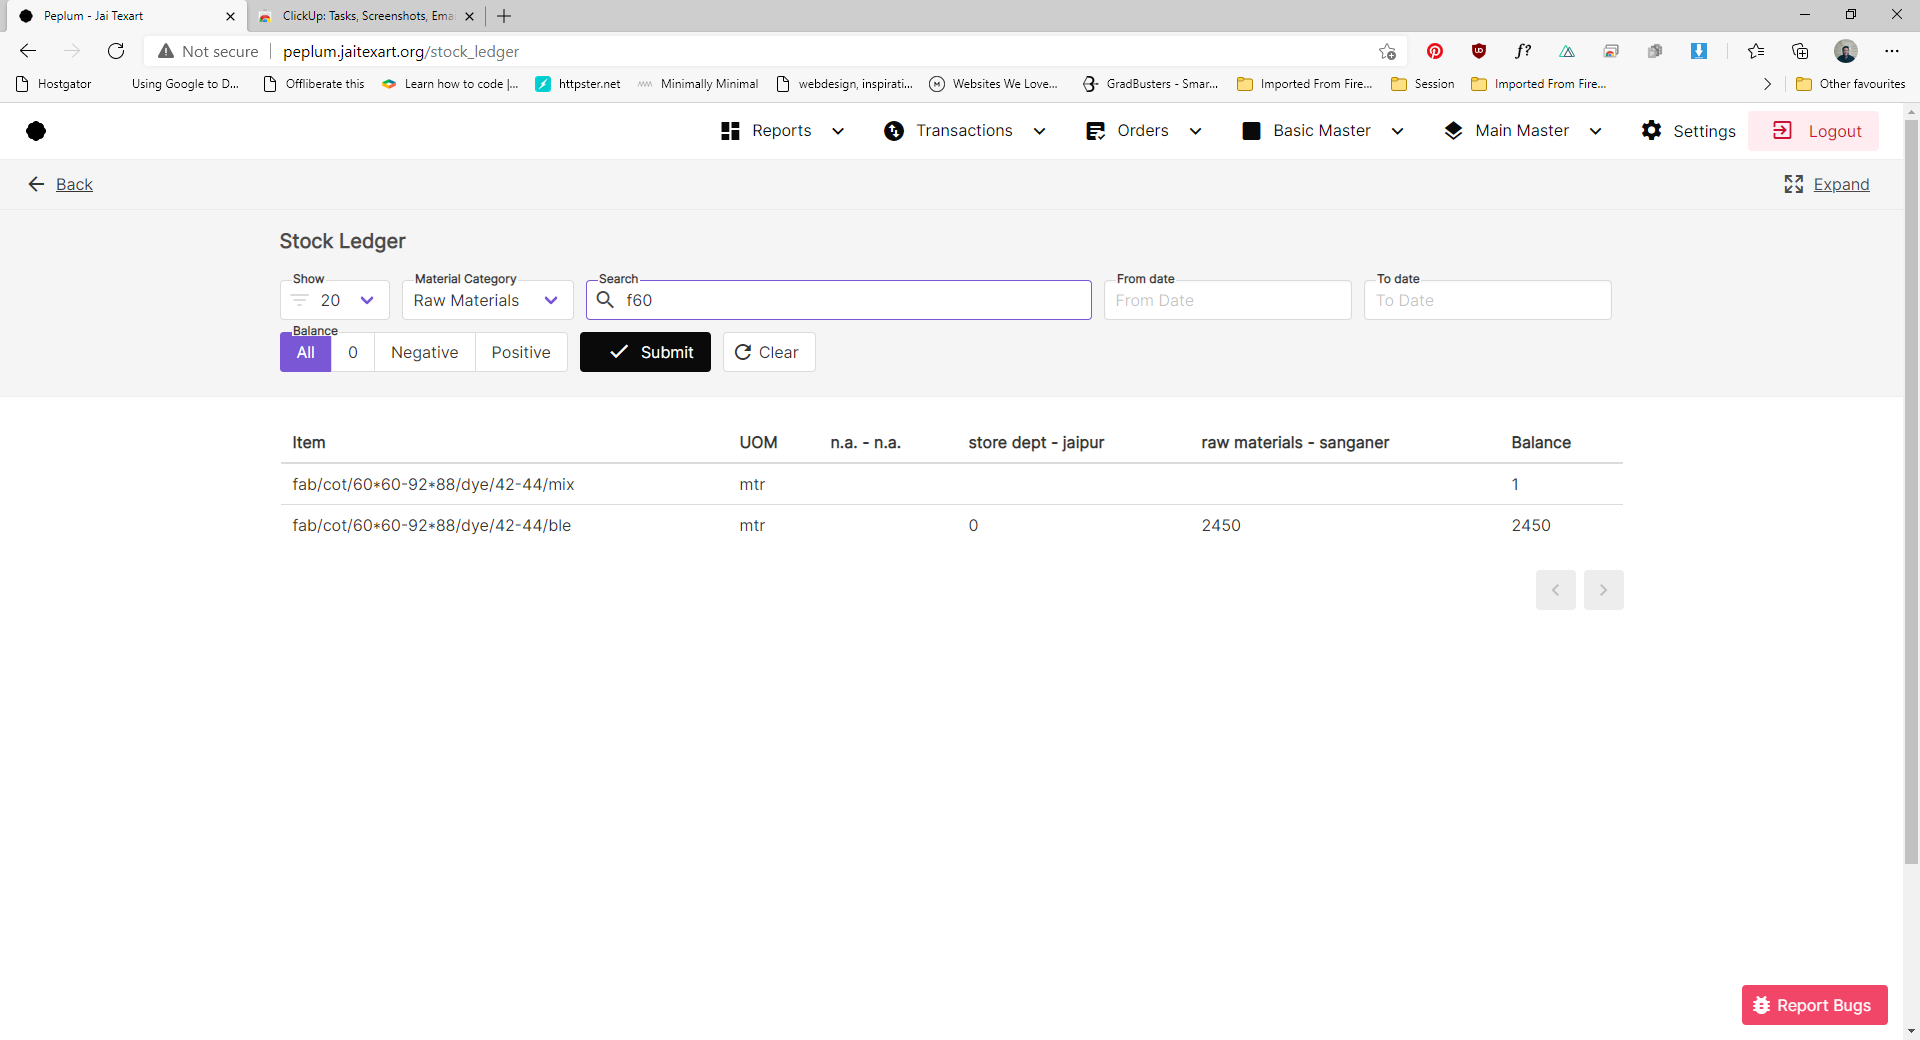 Peplum - Jai Texart
ClickUp: Tasks, Screenshots, Ema
Not secure
peplum.jaitexart.org/stock_ledger
f?
Hostgator
Using Google to D...
Offliberate this
Learn how to code |...
httpster.net
Minimally Minimal
webdesign, inspirati...
Websites We Love...
GradBusters - Smar...
Imported From Fire...
Session
Imported From Fire...
Other favourites
Reports
Transactions
Orders
Basic Master
Main Master
Settings
Logout
Back
Expand
Stock Ledger
Show
20
Material Category
Raw Materials
Search
f60
From date
From Date
To date
To Date
Balance
All
0
Negative
Positive
Submit
Clear
Item UOM n.a. - n.a. store dept - jaipur raw materials - sanganer Balance
fab/cot/60*60-92*88/dye/42-44/mix mtr 1
fab/cot/60*60-92*88/dye/42-44/ble mtr 0 2450 2450
Report Bugs